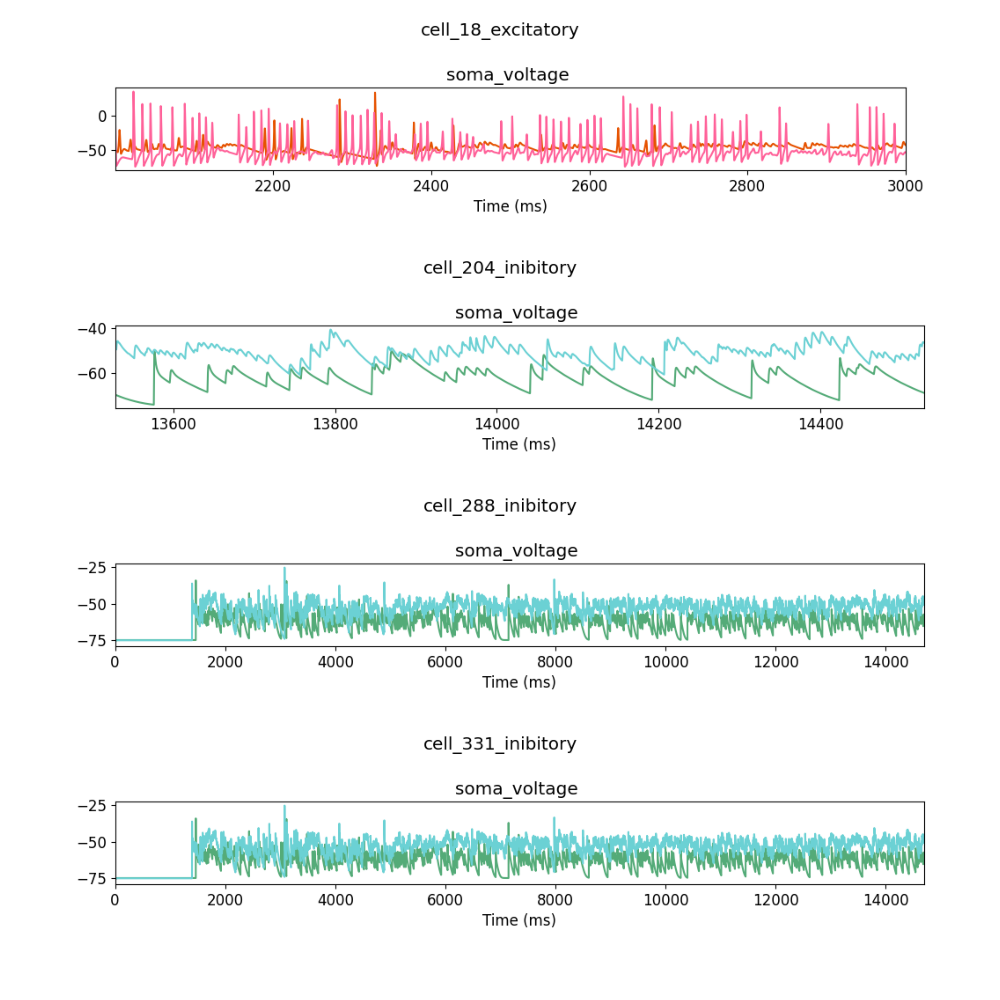 cell_18_excitatory
soma_voltage
0
−50
2200 2400 2600 2800 3000
Time (ms)
cell_204_inibitory
soma_voltage
−40
−60
13600 13800 14000 14200 14400
Time (ms)
cell_288_inibitory
soma_voltage
−25
−50
−75
0 2000 4000 6000 8000 10000 12000 14000
Time (ms)
cell_331_inibitory
soma_voltage
−25
−50
−75
0 2000 4000 6000 8000 10000 12000 14000
Time (ms)